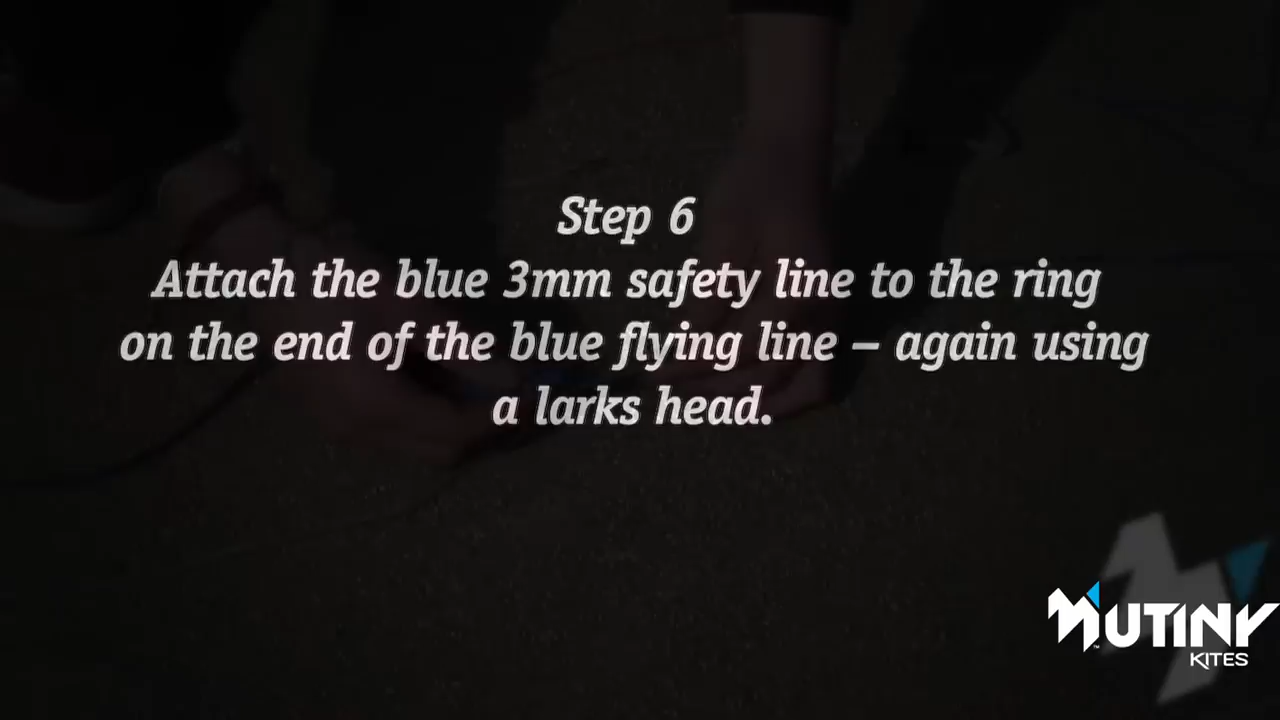 Step 6
Attach the blue 3mm safety line to the ring
on the end of the blue flying line – again using
a larks head.
MUTINY
™
KITES